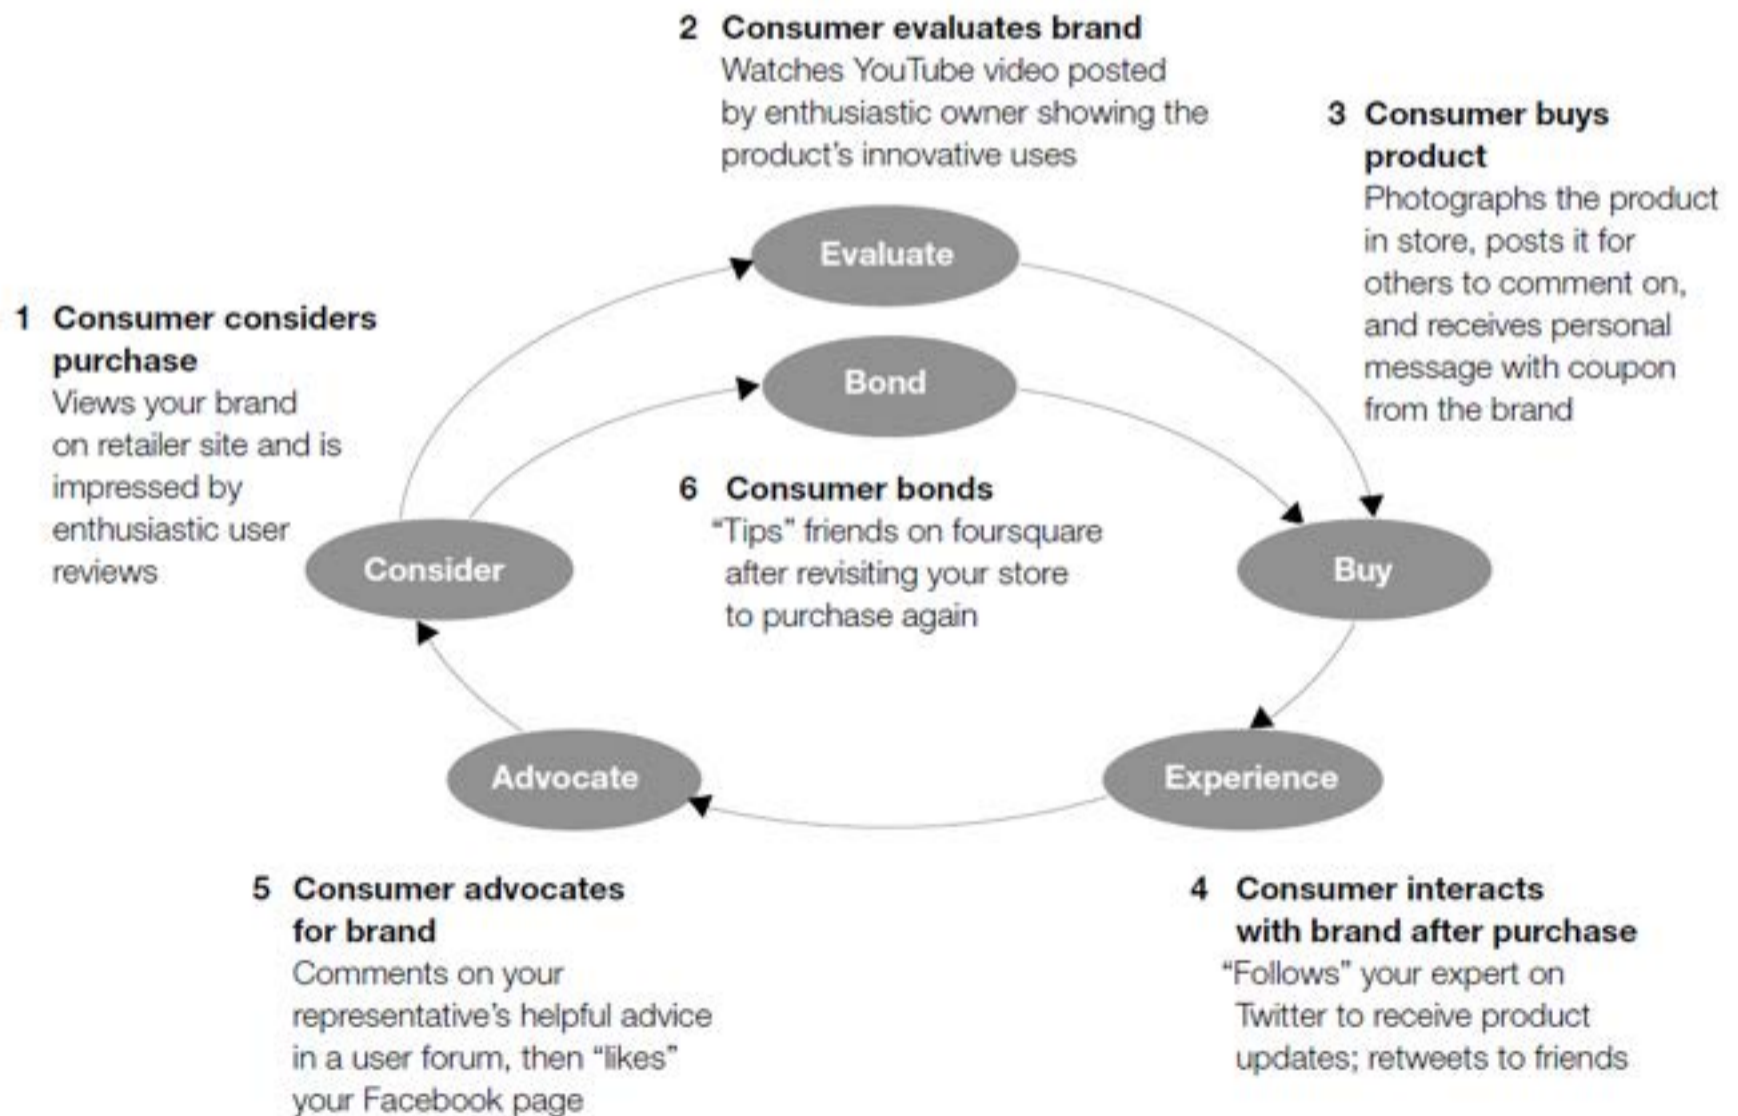 2 Consumer evaluates brand
Watches YouTube video posted
by enthusiastic owner showing the
product's innovative uses
3 Consumer buys
product
Photographs the product
in store, posts it for
others to comment on,
and receives personal
message with coupon
from the brand
Evaluate
1 Consumer considers
purchase
Views your brand
on retailer site and is
impressed by
enthusiastic user
reviews
Bond
6 Consumer bonds
“Tips” friends on foursquare
after revisiting your store
to purchase again
Consider
Buy
Advocate
Experience
5 Consumer advocates
for brand
Comments on your
representative's helpful advice
in a user forum, then “likes”
your Facebook page
4 Consumer interacts
with brand after purchase
“Follows” your expert on
Twitter to receive product
updates; retweets to friends